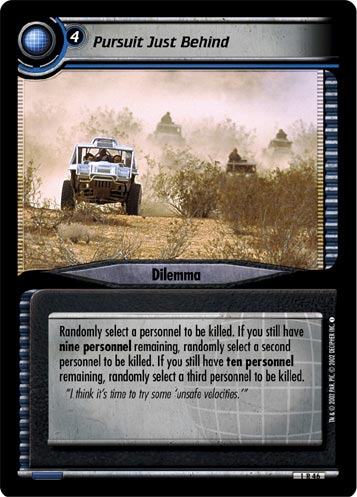 4 Pursuit Just Behind
Dilemma
Randomly select a personnel to be killed. If you still have
nine personnel remaining, randomly select a second
personnel to be killed. If you still have ten personnel
remaining, randomly select a third personnel to be killed.
"I think it's time to try some 'unsafe velocities.'"
TM & © 2002 PAR. PIC. © 2002 DECIPHER INC.
1 R 46